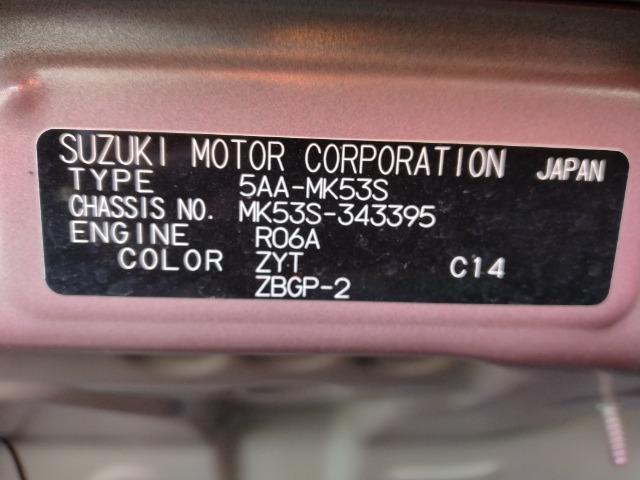 SUZUKI MOTOR CORPORATION JAPAN
TYPE 5AA-MK53S
CHASSIS NO. MK53S-343395
ENGINE R06A
COLOR ZYT C14
ZBGP-2